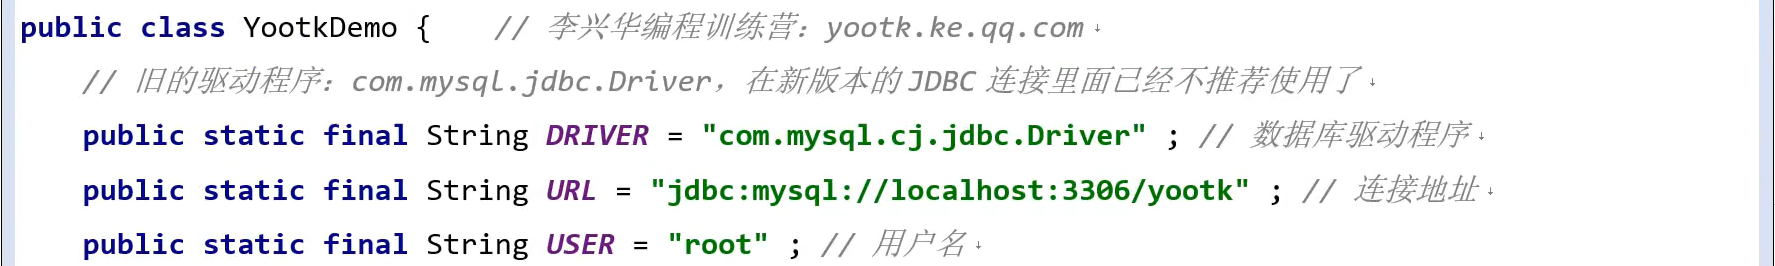 public class YootkDemo {    // 李兴华编程训练营：yootk.ke.qq.com↓
// 旧的驱动程序：com.mysql.jdbc.Driver，在新版本的 JDBC 连接里面已经不推荐使用了↓
public static final String DRIVER = "com.mysql.cj.jdbc.Driver" ; // 数据库驱动程序↓
public static final String URL = "jdbc:mysql://localhost:3306/yootk" ; // 连接地址↓
public static final String USER = "root" ; // 用户名↓